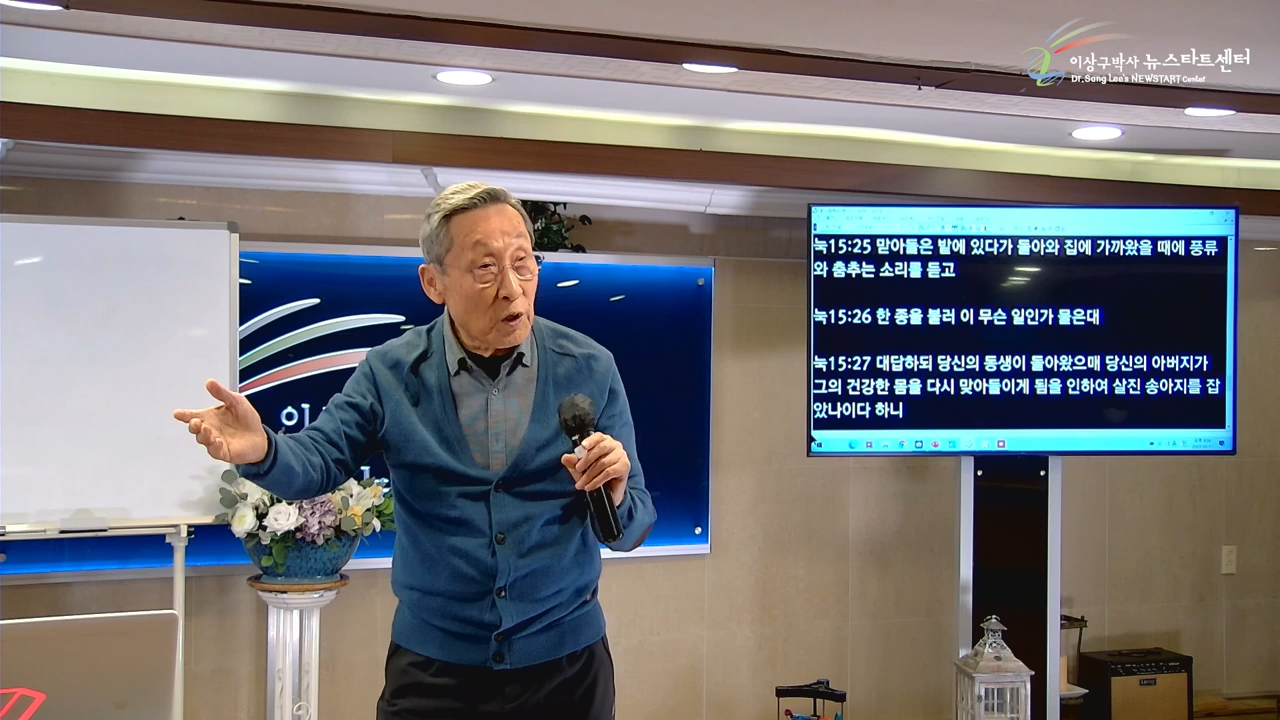 이상구박사 뉴스타트센터
Dr. Sang Lee's NEWSTART Center
눅15:25 맏아들은 밭에 있다가 돌아와 집에 가까왔을 때에 풍류
와 춤추는 소리를 듣고
눅15:26 한 종을 불러 이 무슨 일인가 물은대
눅15:27 대답하되 당신의 동생이 돌아왔으매 당신의 아버지가
그의 건강한 몸을 다시 맞아들이게 됨을 인하여 살진 송아지를 잡
았나이다 하니